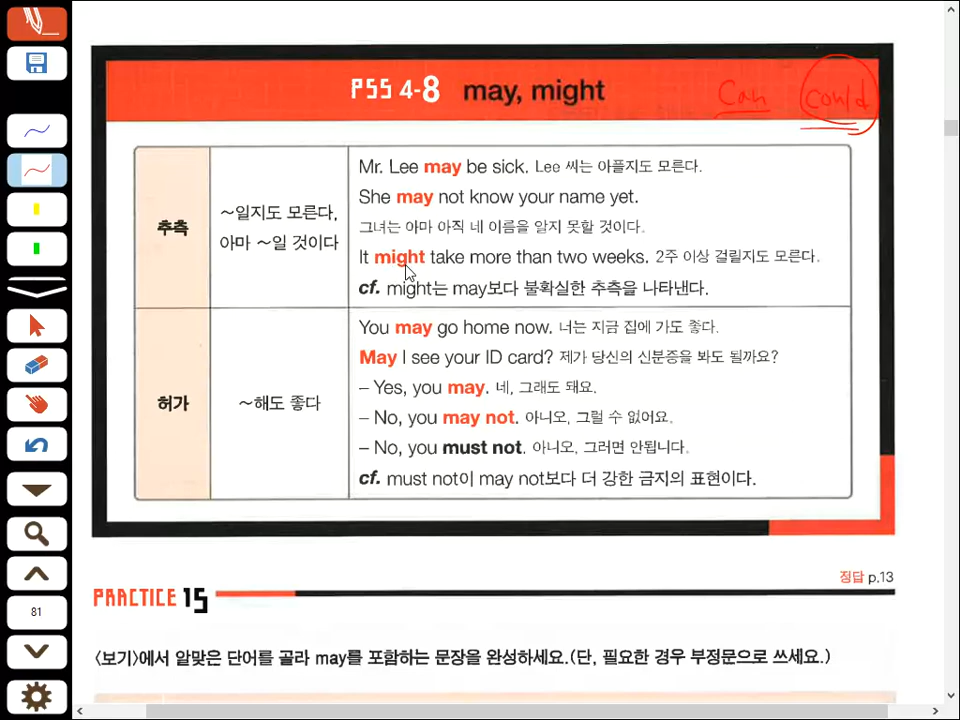 PSS 4-8 may, might
Can could
추측
~일지도 모른다,
아마 ~일 것이다
Mr. Lee may be sick. Lee 씨는 아플지도 모른다.
She may not know your name yet.
그녀는 아마 아직 네 이름을 알지 못할 것이다.
It might take more than two weeks. 2주 이상 걸릴지도 모른다.
cf. might는 may보다 불확실한 추측을 나타낸다.
허가
~해도 좋다
You may go home now. 너는 지금 집에 가도 좋다.
May I see your ID card? 제가 당신의 신분증을 봐도 될까요?
– Yes, you may. 네, 그래도 돼요.
– No, you may not. 아니오, 그럴 수 없어요.
– No, you must not. 아니오, 그러면 안됩니다.
cf. must not이 may not보다 더 강한 금지의 표현이다.
정답 p.13
PRACTICE 15
〈보기〉에서 알맞은 단어를 골라 may를 포함하는 문장을 완성하세요.(단, 필요한 경우 부정문으로 쓰세요.)
81